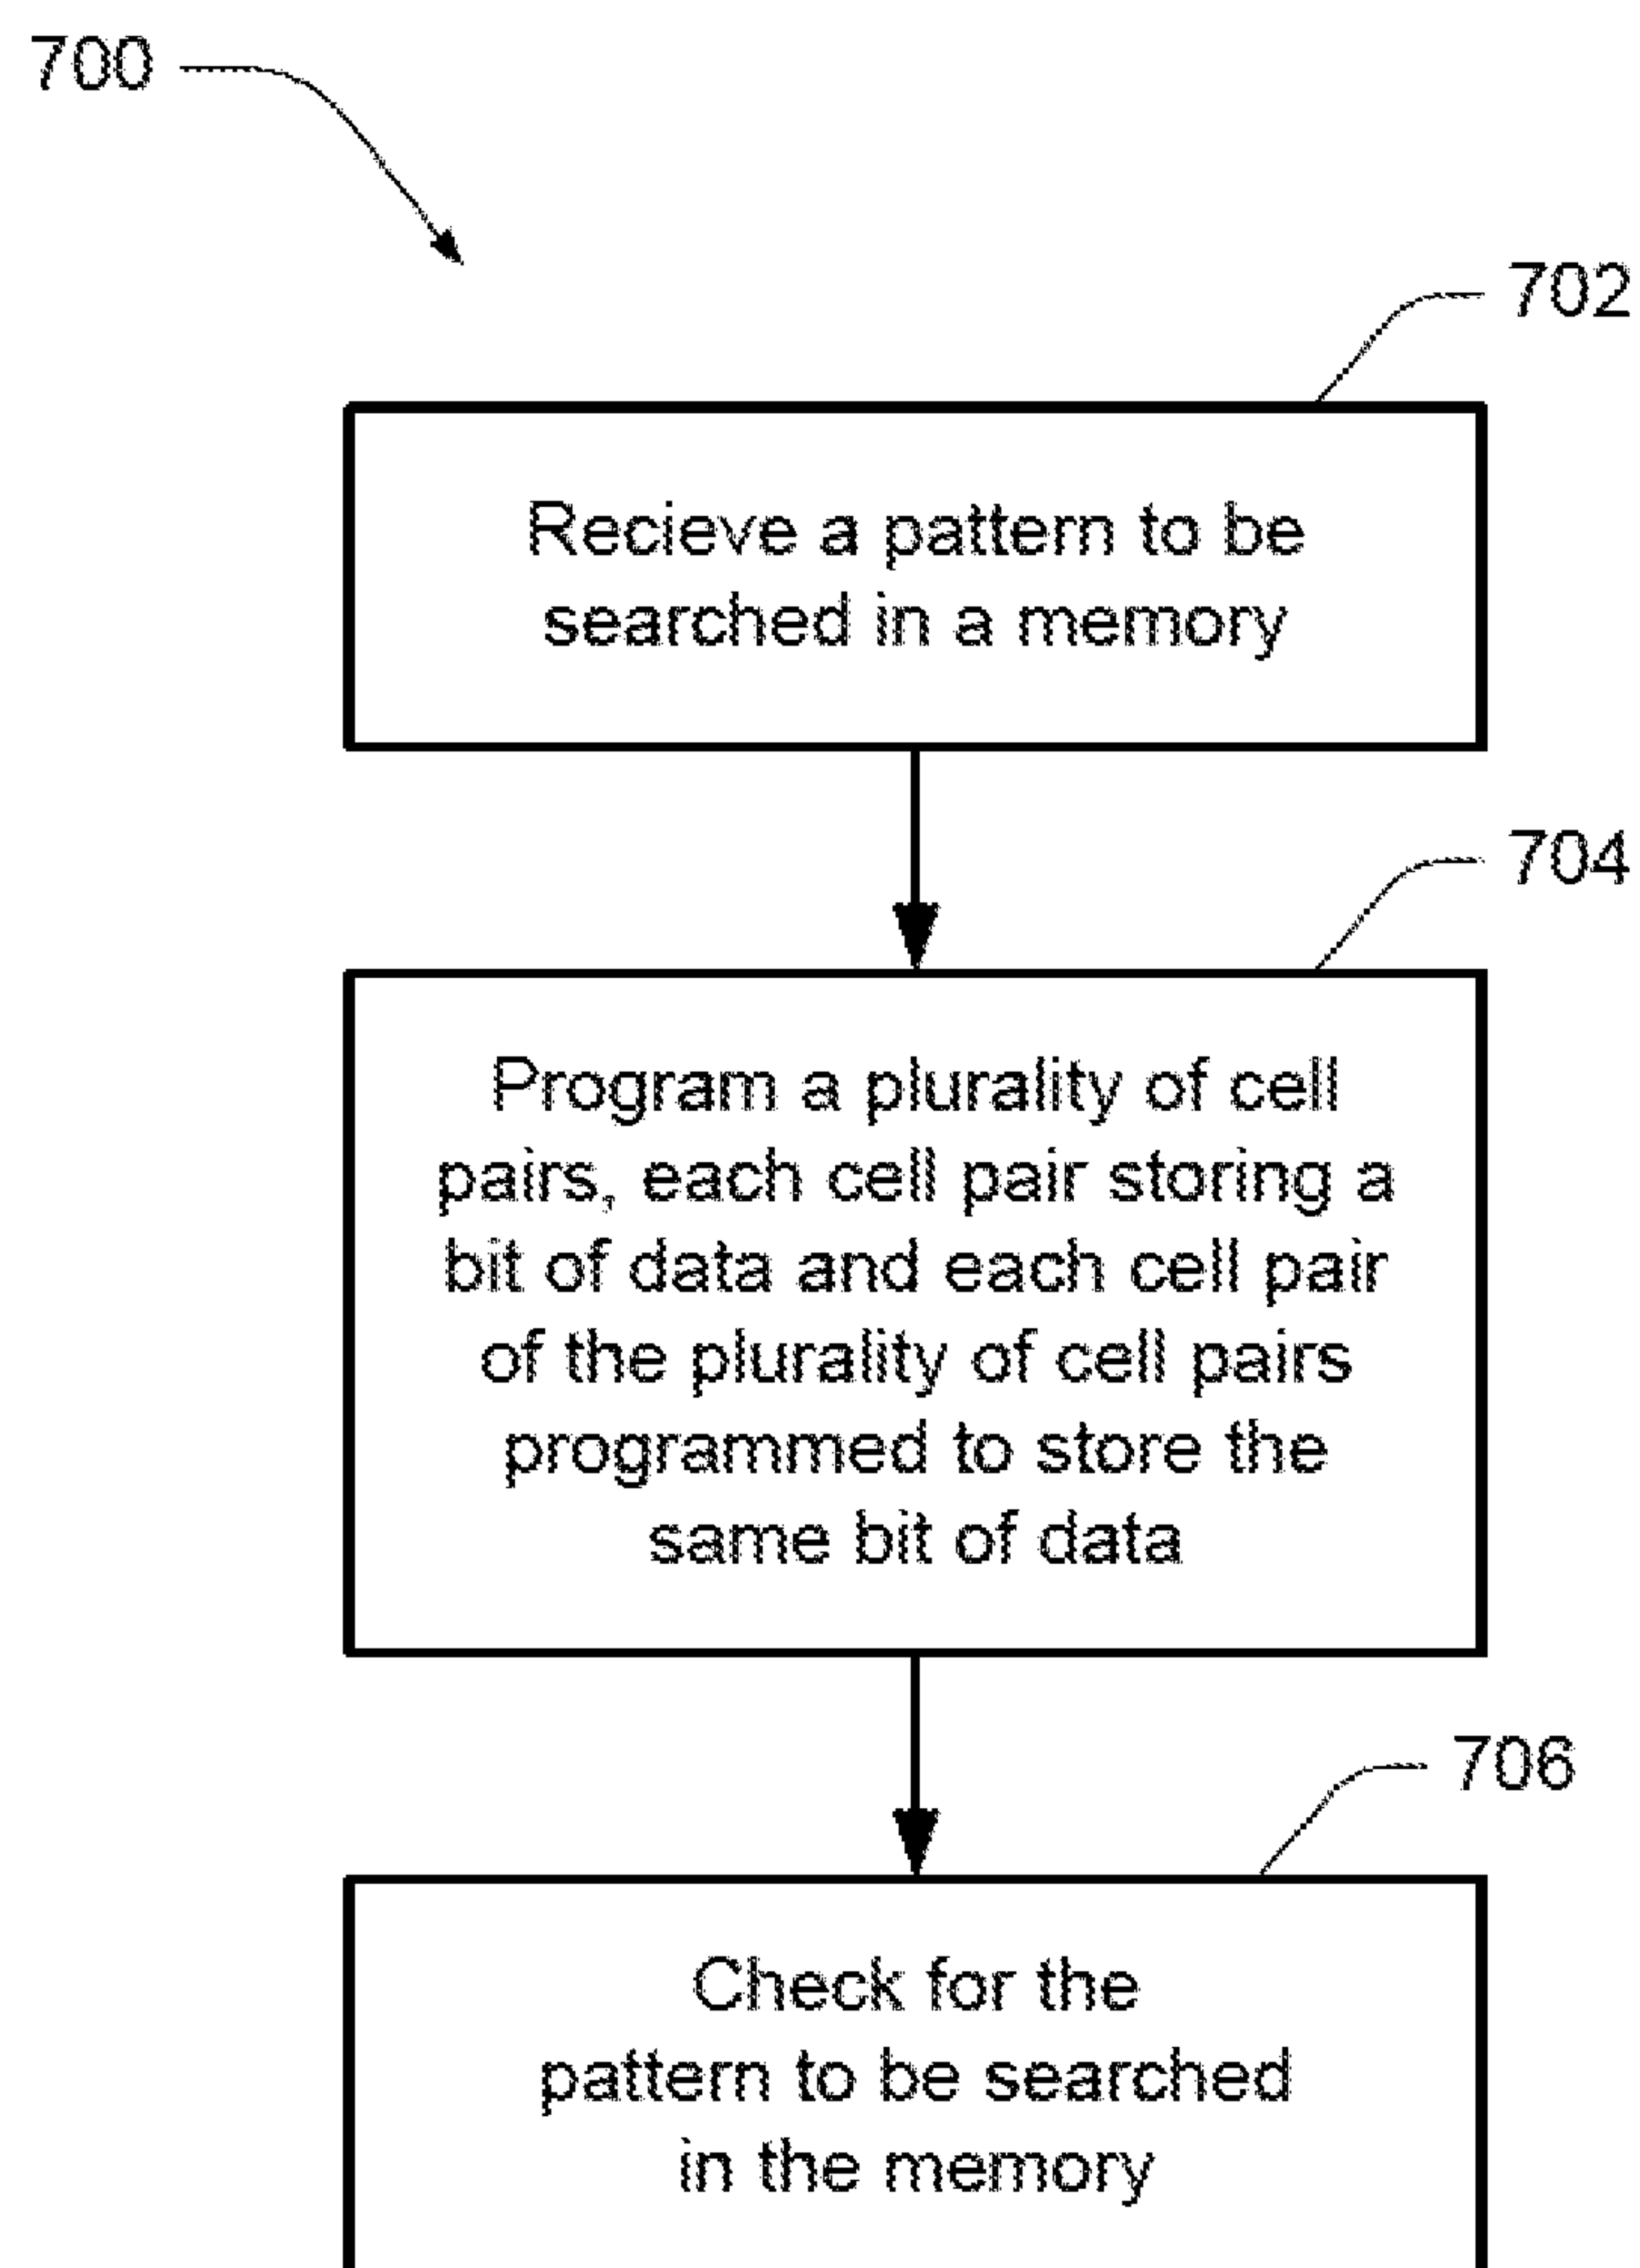 700
702
Recieve a pattern to be
searched in a memory
704
Program a plurality of cell
pairs, each cell pair storing a
bit of data and each cell pair
of the plurality of cell pairs
programmed to store the
same bit of data
706
Check for the
pattern to be searched
in the memory